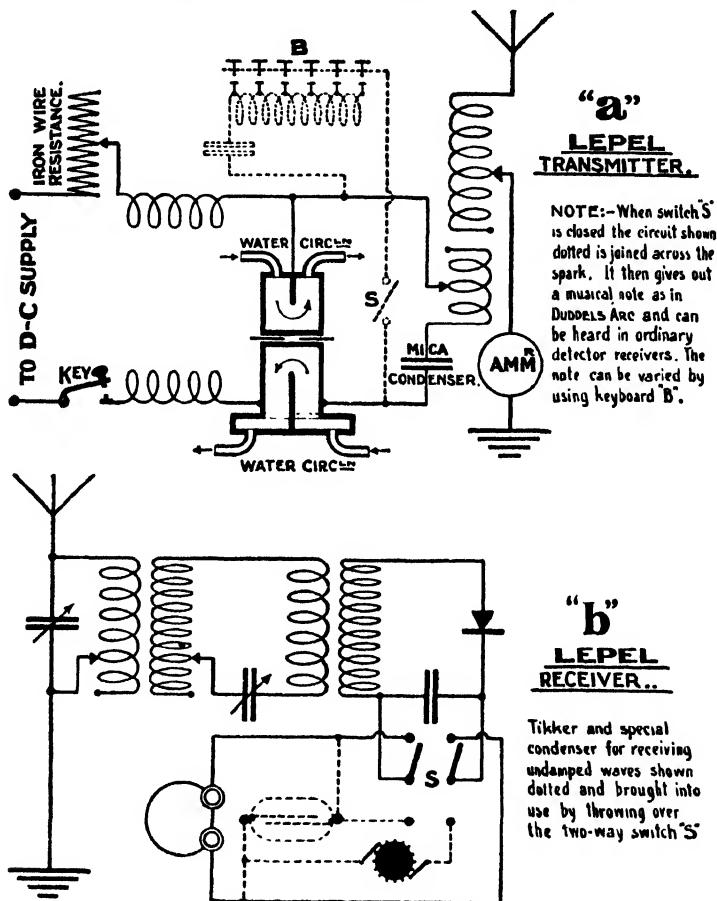 B
IRON WIRE
RESISTANCE.
"a"
LEPEL
TRANSMITTER.
NOTE:-When switch "S"
is closed the circuit shown
dotted is joined across the
spark. It then gives out
a musical note as in
DUDDELS ARC and can
be heard in ordinary
detector receivers. The
note can be varied by
using keyboard "B".
WATER CIRCLN
S
TO D-C SUPPLY
KEY
MICA
CONDENSER.
AMMR
WATER CIRCLN
"b"
LEPEL
RECEIVER..
Tikker and special
condenser for receiving
undamped waves shown
dotted and brought into
use by throwing over
the two-way switch "S"
S